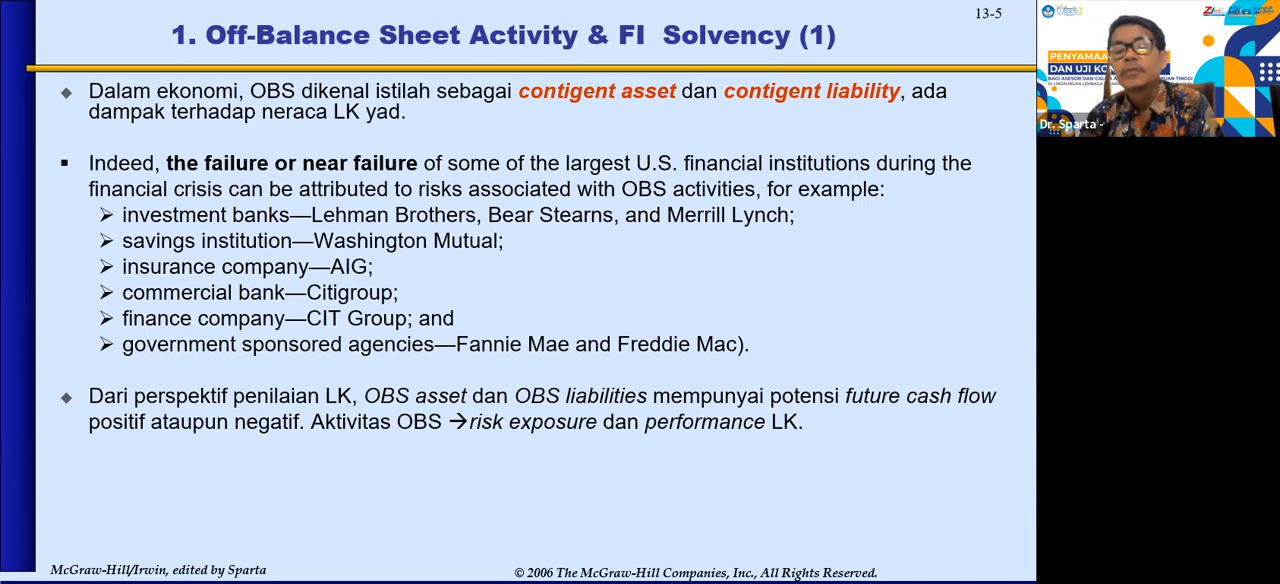 13-5
1. Off-Balance Sheet Activity & FI Solvency (1)
◆ Dalam ekonomi, OBS dikenal istilah sebagai contigent asset dan contigent liability, ada
dampak terhadap neraca LK yad.
▪ Indeed, the failure or near failure of some of the largest U.S. financial institutions during the
financial crisis can be attributed to risks associated with OBS activities, for example:
➢ investment banks—Lehman Brothers, Bear Stearns, and Merrill Lynch;
➢ savings institution—Washington Mutual;
➢ insurance company—AIG;
➢ commercial bank—Citigroup;
➢ finance company—CIT Group; and
➢ government sponsored agencies—Fannie Mae and Freddie Mac).
◆ Dari perspektif penilaian LK, OBS asset dan OBS liabilities mempunyai potensi future cash flow
positif ataupun negatif. Aktivitas OBS →risk exposure dan performance LK.
McGraw-Hill/Irwin, edited by Sparta
© 2006 The McGraw-Hill Companies, Inc., All Rights Reserved.
DAN UJI
Dr. Sparta -